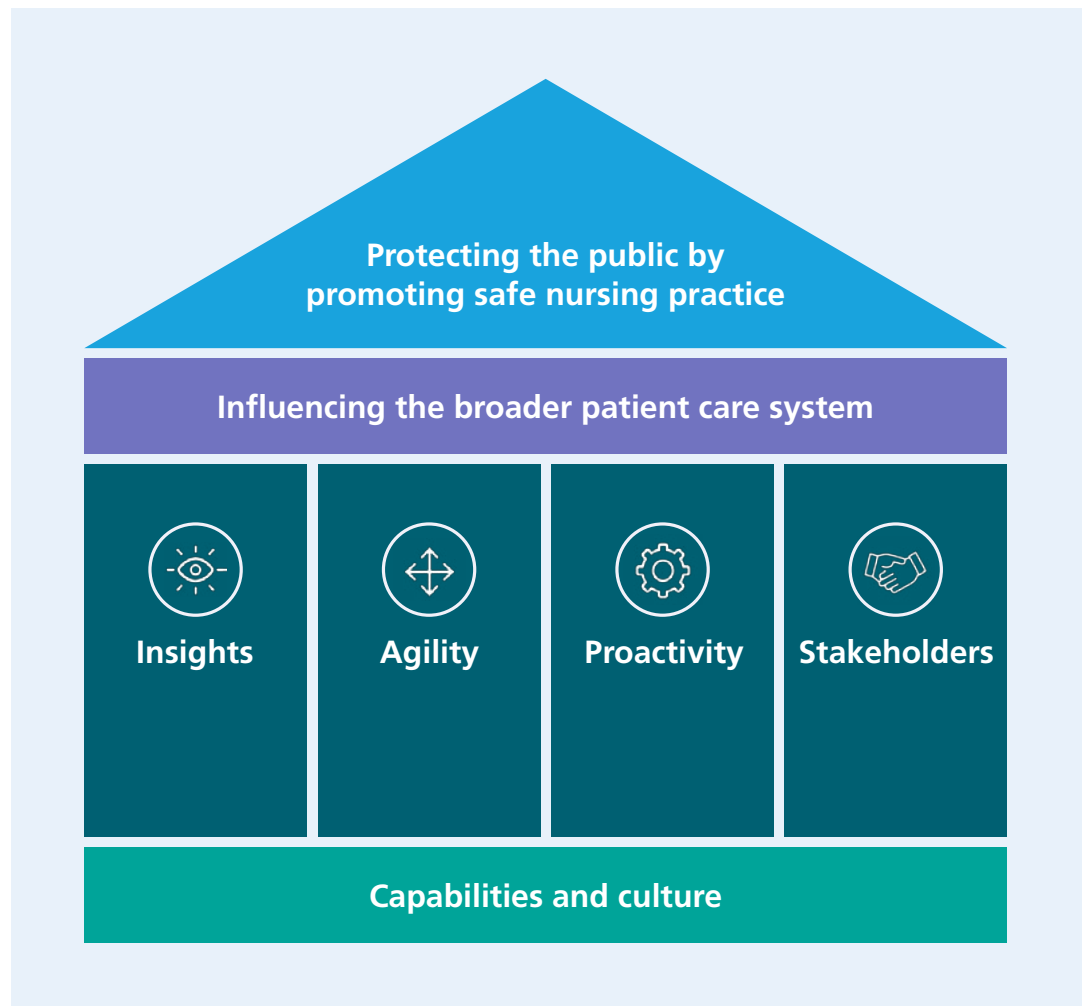 Protecting the public by
promoting safe nursing practice
Influencing the broader patient care system
Insights
Agility
Proactivity
Stakeholders
Capabilities and culture